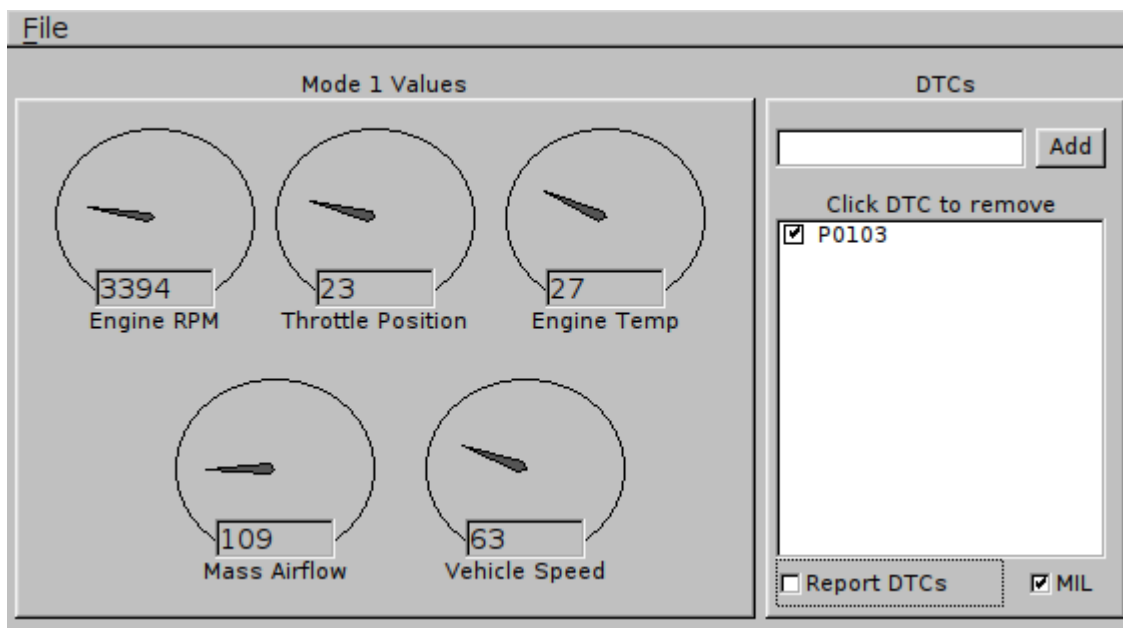 File
Mode 1 Values
3394
Engine RPM
23
Throttle Position
27
Engine Temp
109
Mass Airflow
63
Vehicle Speed
DTCs
Add
Click DTC to remove
P0103
Report DTCs
MIL